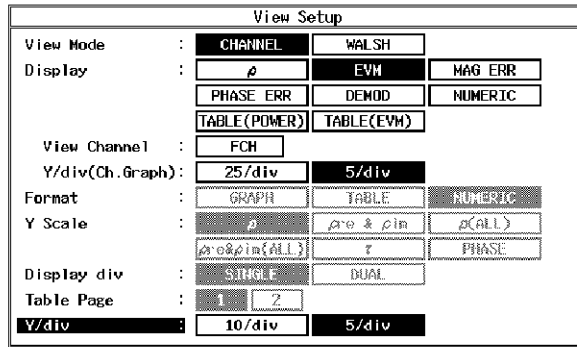 View Setup
View Mode : CHANNEL WALSH
Display : ρ EVM MAG ERR
PHASE ERR DEMOD NUMERIC
TABLE(POWER) TABLE(EVM)
View Channel : FCH
Y/div(Ch.Graph): 25/div 5/div
Format : GRAPH TABLE NUMERIC
Y Scale : ρ ρre & ρim ρ(ALL)
ρre&ρim(ALL) τ PHASE
Display div : SINGLE DUAL
Table Page : 1 2
Y/div : 10/div 5/div